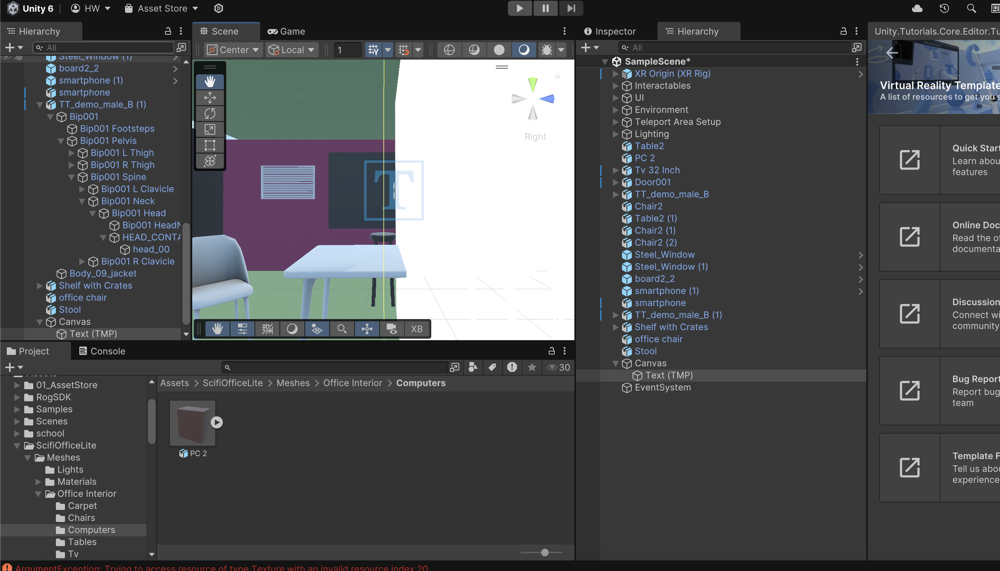 Unity 6 HW Asset Store
Hierarchy
All
Steel_Window (1)
board2_2
smartphone (1)
smartphone
TT_demo_male_B (1)
Bip001
Bip001 Footsteps
Bip001 Pelvis
Bip001 L Thigh
Bip001 R Thigh
Bip001 Spine
Bip001 L Clavicle
Bip001 Neck
Bip001 Head
Bip001 HeadN
HEAD_CONTA
head_00
Bip001 R Clavicle
Body_09_jacket
Shelf with Crates
office chair
Stool
Canvas
Text (TMP)
Scene Game
Center Local 1
Right
T
XB
Inspector Hierarchy
All
SampleScene*
XR Origin (XR Rig)
Interactables
UI
Environment
Teleport Area Setup
Lighting
Table2
PC 2
Tv 32 Inch
Door001
TT_demo_male_B
Chair2
Table2 (1)
Chair2 (1)
Chair2 (2)
Steel_Window
Steel_Window (1)
board2_2
smartphone (1)
smartphone
TT_demo_male_B (1)
Shelf with Crates
office chair
Stool
Canvas
Text (TMP)
EventSystem
Unity.Tutorials.Core.Editor.Tu
Virtual Reality Template
A list of resources to get you s
Quick Start
Learn abou
features
Online Doc
Read the of
documenta
Discussion
Connect wi
community
Bug Report
Report bug
team
Template F
Tell us abou
experience
Project Console
30
Assets
01_AssetStore
RogSDK
Samples
Scenes
school
ScifiOfficeLite
Meshes
Lights
Materials
Office Interior
Carpet
Chairs
Computers
Tables
Tv
Assets > ScifiOfficeLite > Meshes > Office Interior > Computers
PC 2
ArgumentException: Trying to access resource of type Texture with an invalid resource index 20